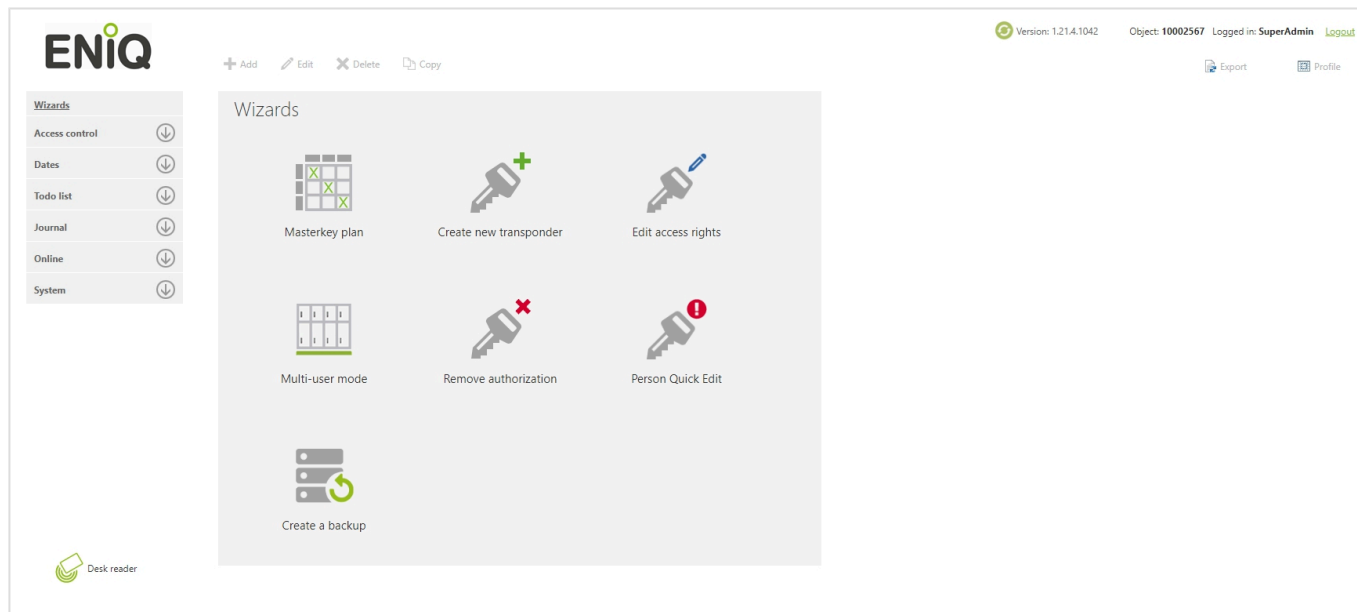 ENiQ
Version: 1.21.4.1042 Object: 10002567 Logged in: SuperAdmin Logout
Add Edit Delete Copy
Export Profile
Wizards
Access control
Dates
Todo list
Journal
Online
System
Wizards
Masterkey plan Create new transponder Edit access rights
Multi-user mode Remove authorization Person Quick Edit
Create a backup
Desk reader